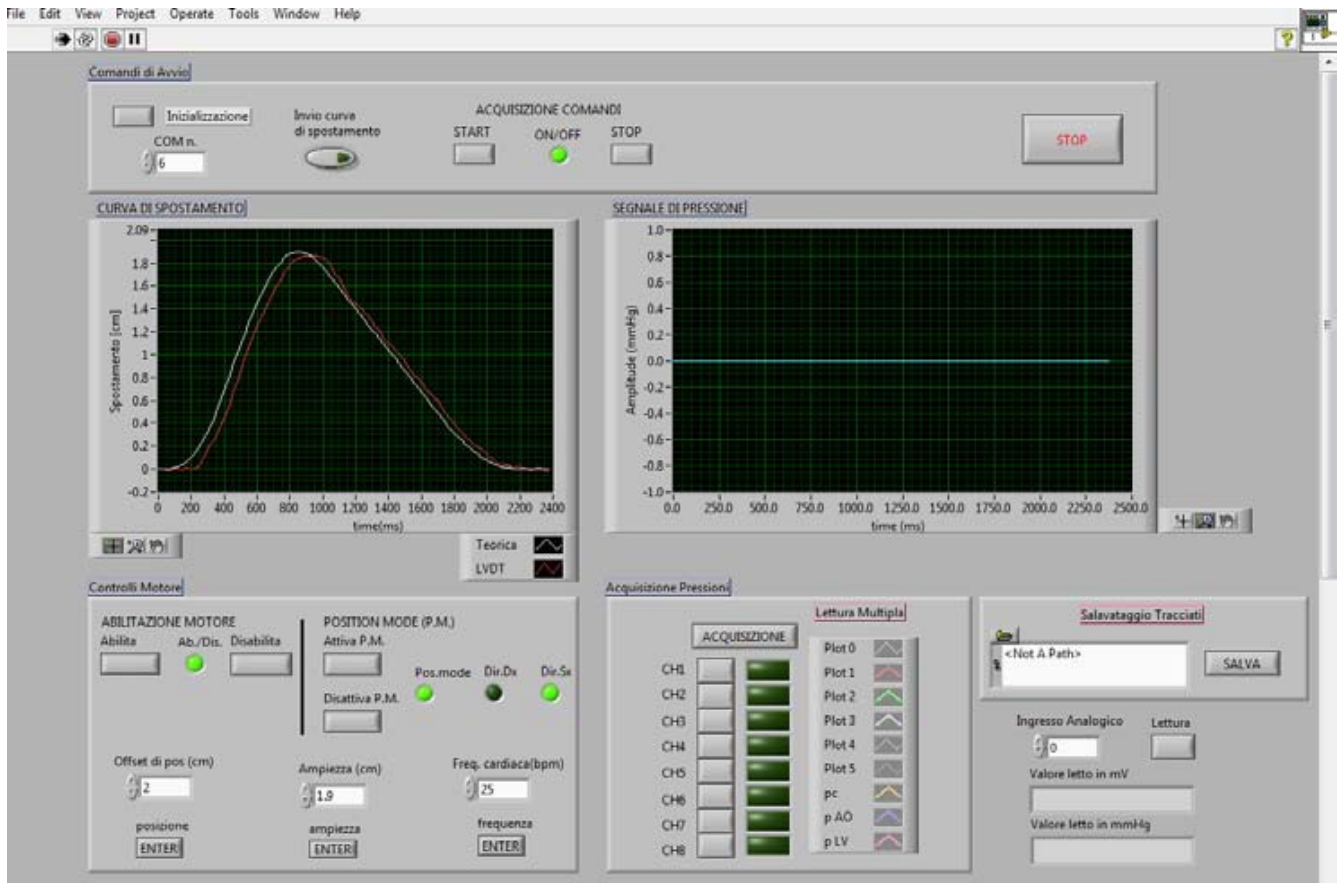 File Edit View Project Operate Tools Window Help
Comandi di Avvio
Inizializzazione
COM n.
6
Invio curva
di spostamento
ACQUISIZIONE COMANDI
START ON/OFF STOP
STOP
CURVA DI SPOSTAMENTO
2.09
1.8
1.6
1.4
1.2
1
0.8
0.6
0.4
0.2
0
-0.2
Spostamento [cm]
0 200 400 600 800 1000 1200 1400 1600 1800 2000 2200 2400
time(ms)
Teorica
LVDT
SEGNALE DI PRESSIONE
1.0
0.8
0.6
0.4
0.2
0.0
-0.2
-0.4
-0.6
-0.8
-1.0
Amplitude (mmHg)
0.0 250.0 500.0 750.0 1000.0 1250.0 1500.0 1750.0 2000.0 2250.0 2500.0
time (ms)
Controlli Motore
ABILITAZIONE MOTORE
Abilita Ab./Dis. Disabilita
POSITION MODE (P.M.)
Attiva P.M.
Pos.mode Dir.Dx Dir.Sx
Disattiva P.M.
Offset di pos (cm)
2
posizione
ENTER
Ampiezza (cm)
1.9
ampiezza
ENTER
Freq. cardiaca(bpm)
25
frequenza
ENTER
Acquisizione Pressioni
ACQUISIZIONE
CH1
CH2
CH3
CH4
CH5
CH6
CH7
CH8
Lettura Multipla
Plot 0
Plot 1
Plot 2
Plot 3
Plot 4
Plot 5
pc
p AO
p LV
Salavataggio Tracciati
<Not A Path>
SALVA
Ingresso Analogico
0
Lettura
Valore letto in mV
Valore letto in mmHg